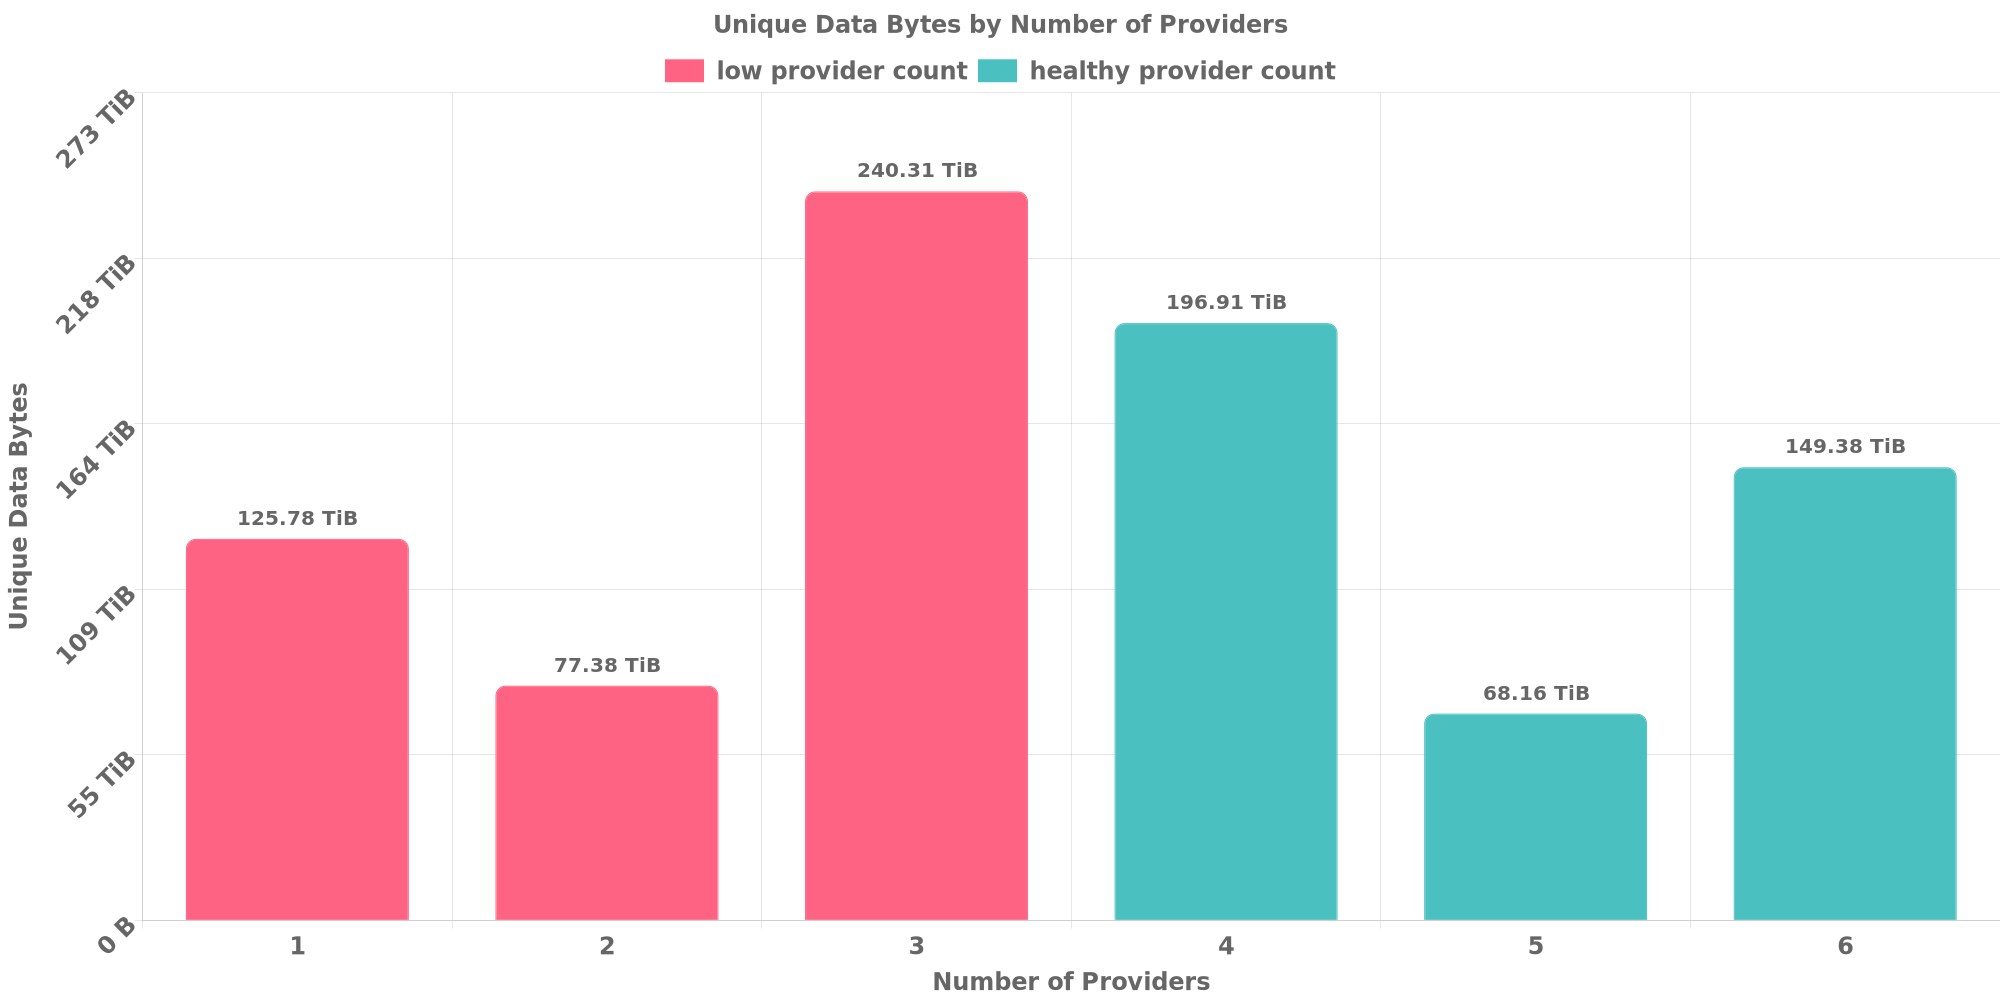 Unique Data Bytes by Number of Providers
low provider count healthy provider count
273 TiB
218 TiB
164 TiB
109 TiB
55 TiB
0 B
Unique Data Bytes
125.78 TiB
77.38 TiB
240.31 TiB
196.91 TiB
68.16 TiB
149.38 TiB
1 2 3 4 5 6
Number of Providers